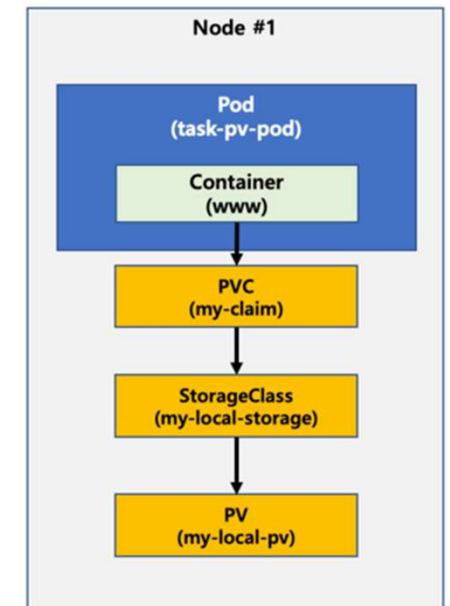 Node #1
Pod
(task-pv-pod)
Container
(www)
PVC
(my-claim)
StorageClass
(my-local-storage)
PV
(my-local-pv)